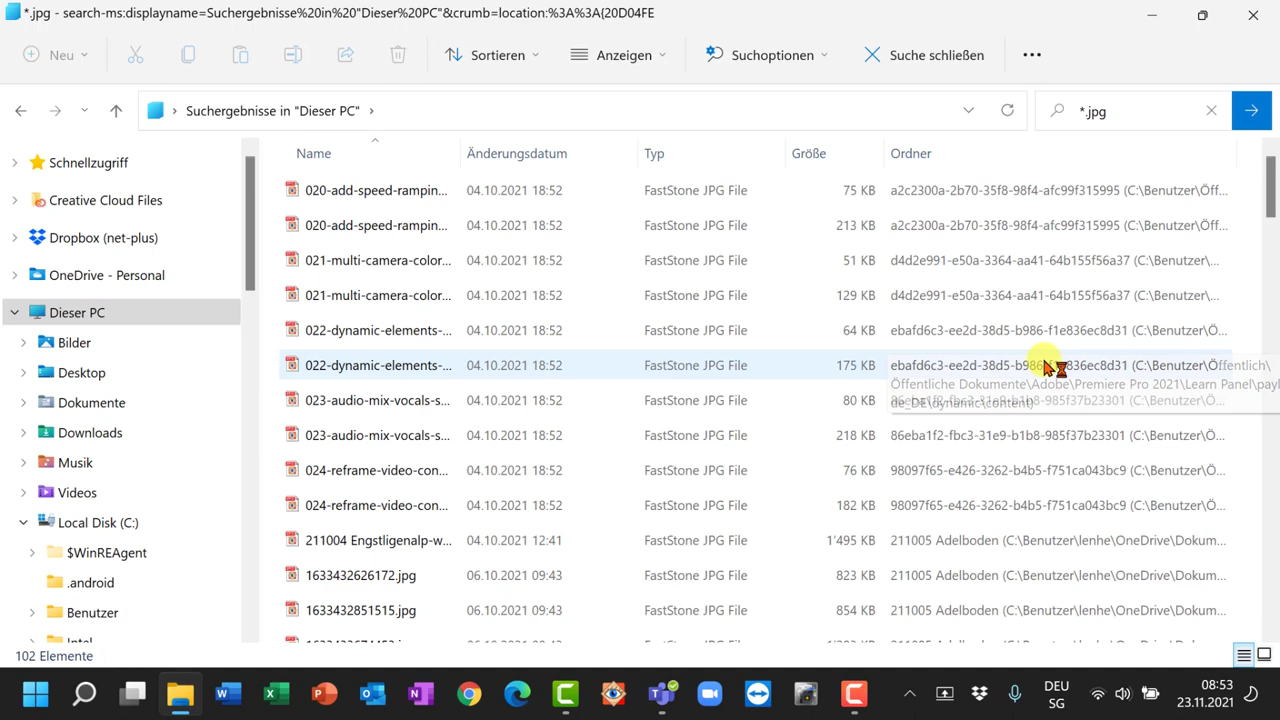 *.jpg - search-ms:displayname=Suchergebnisse%20in%20"Dieser%20PC"&crumb=location:%3A%3A{20D04FE
Neu
Sortieren
Anzeigen
Suchoptionen
Suche schließen
Suchergebnisse in "Dieser PC"
*.jpg
Schnellzugriff
Creative Cloud Files
Dropbox (net-plus)
OneDrive - Personal
Dieser PC
Bilder
Desktop
Dokumente
Downloads
Musik
Videos
Local Disk (C:)
$WinREAgent
.android
Benutzer
Intel
Name Änderungsdatum Typ Größe Ordner
020-add-speed-rampin... 04.10.2021 18:52 FastStone JPG File 75 KB a2c2300a-2b70-35f8-98f4-afc99f315995 (C:\Benutzer\Öff...
020-add-speed-rampin... 04.10.2021 18:52 FastStone JPG File 213 KB a2c2300a-2b70-35f8-98f4-afc99f315995 (C:\Benutzer\Öff...
021-multi-camera-color... 04.10.2021 18:52 FastStone JPG File 51 KB d4d2e991-e50a-3364-aa41-64b155f56a37 (C:\Benutzer\...
021-multi-camera-color... 04.10.2021 18:52 FastStone JPG File 129 KB d4d2e991-e50a-3364-aa41-64b155f56a37 (C:\Benutzer\...
022-dynamic-elements-... 04.10.2021 18:52 FastStone JPG File 64 KB ebafd6c3-ee2d-38d5-b986-f1e836ec8d31 (C:\Benutzer\Ö...
022-dynamic-elements-... 04.10.2021 18:52 FastStone JPG File 175 KB (C:\Benutzer\Öffentlich\
Öffentliche Dokumente\Adobe\Premiere Pro 2021\Learn Panel\payl
de_DE\dynamic\content)
023-audio-mix-vocals-s... 04.10.2021 18:52 FastStone JPG File 80 KB
023-audio-mix-vocals-s... 04.10.2021 18:52 FastStone JPG File 218 KB 86eba1f2-fbc3-31e9-b1b8-985f37b23301 (C:\Benutzer\Ö...
024-reframe-video-con... 04.10.2021 18:52 FastStone JPG File 76 KB 98097f65-e426-3262-b4b5-f751ca043bc9 (C:\Benutzer\Ö...
024-reframe-video-con... 04.10.2021 18:52 FastStone JPG File 182 KB 98097f65-e426-3262-b4b5-f751ca043bc9 (C:\Benutzer\Ö...
211004 Engstligenalp-w... 04.10.2021 12:41 FastStone JPG File 1'495 KB 211005 Adelboden (C:\Benutzer\lenhe\OneDrive\Dokum...
1633432626172.jpg 06.10.2021 09:43 FastStone JPG File 823 KB 211005 Adelboden (C:\Benutzer\lenhe\OneDrive\Dokum...
1633432851515.jpg 06.10.2021 09:43 FastStone JPG File 854 KB 211005 Adelboden (C:\Benutzer\lenhe\OneDrive\Dokum...
102 Elemente
DEU
SG
08:53
23.11.2021